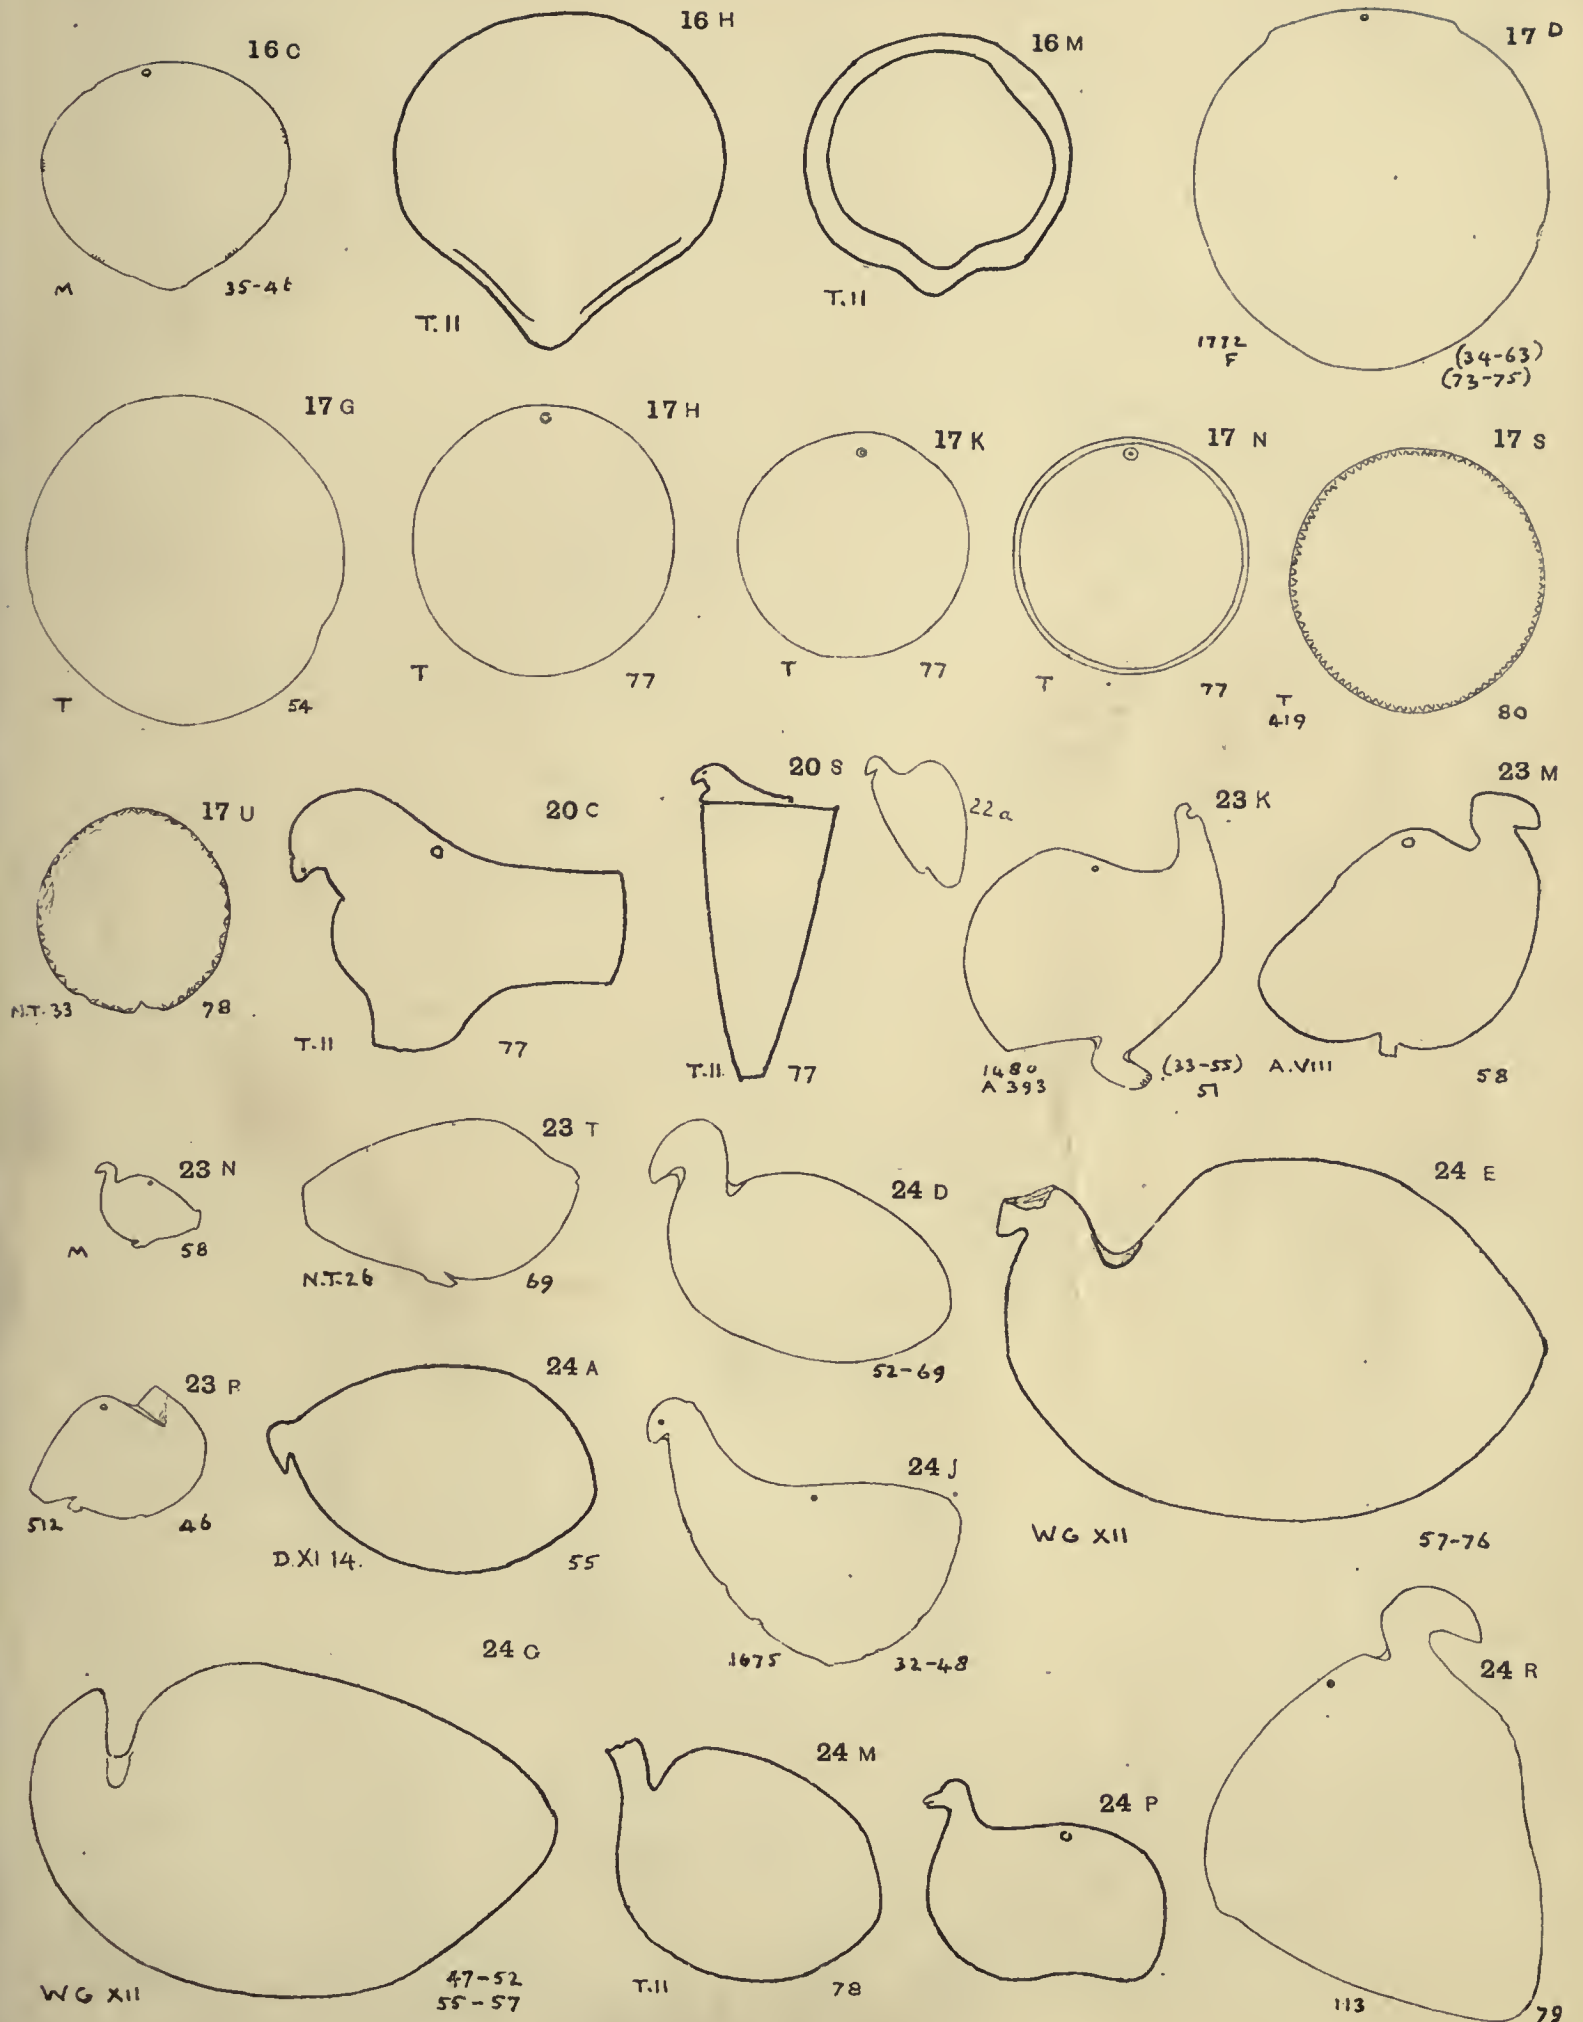 16 C
16 H
16 M
17 D
M
35-4t
T.11
T.11
1772
F
(34-63)
(73-75)
17 G
17 H
17 K
17 N
17 S
T
54
T
77
T
77
T
77
T
419
80
17 U
20 C
20 S
22a
23 K
23 M
N.T. 33
78
T.11
77
T.11.
77
1480
A 393
(33-55)
51
A.VIII
58
23 N
23 T
24 D
24 E
M
58
N.T.26
69
52-69
23 R
24 A
24 J
512
46
D.XI 14.
55
WG XII
57-76
1675
32-48
24 G
24 R
24 M
24 P
WG XII
47-52
55-57
T.11
78
113
79